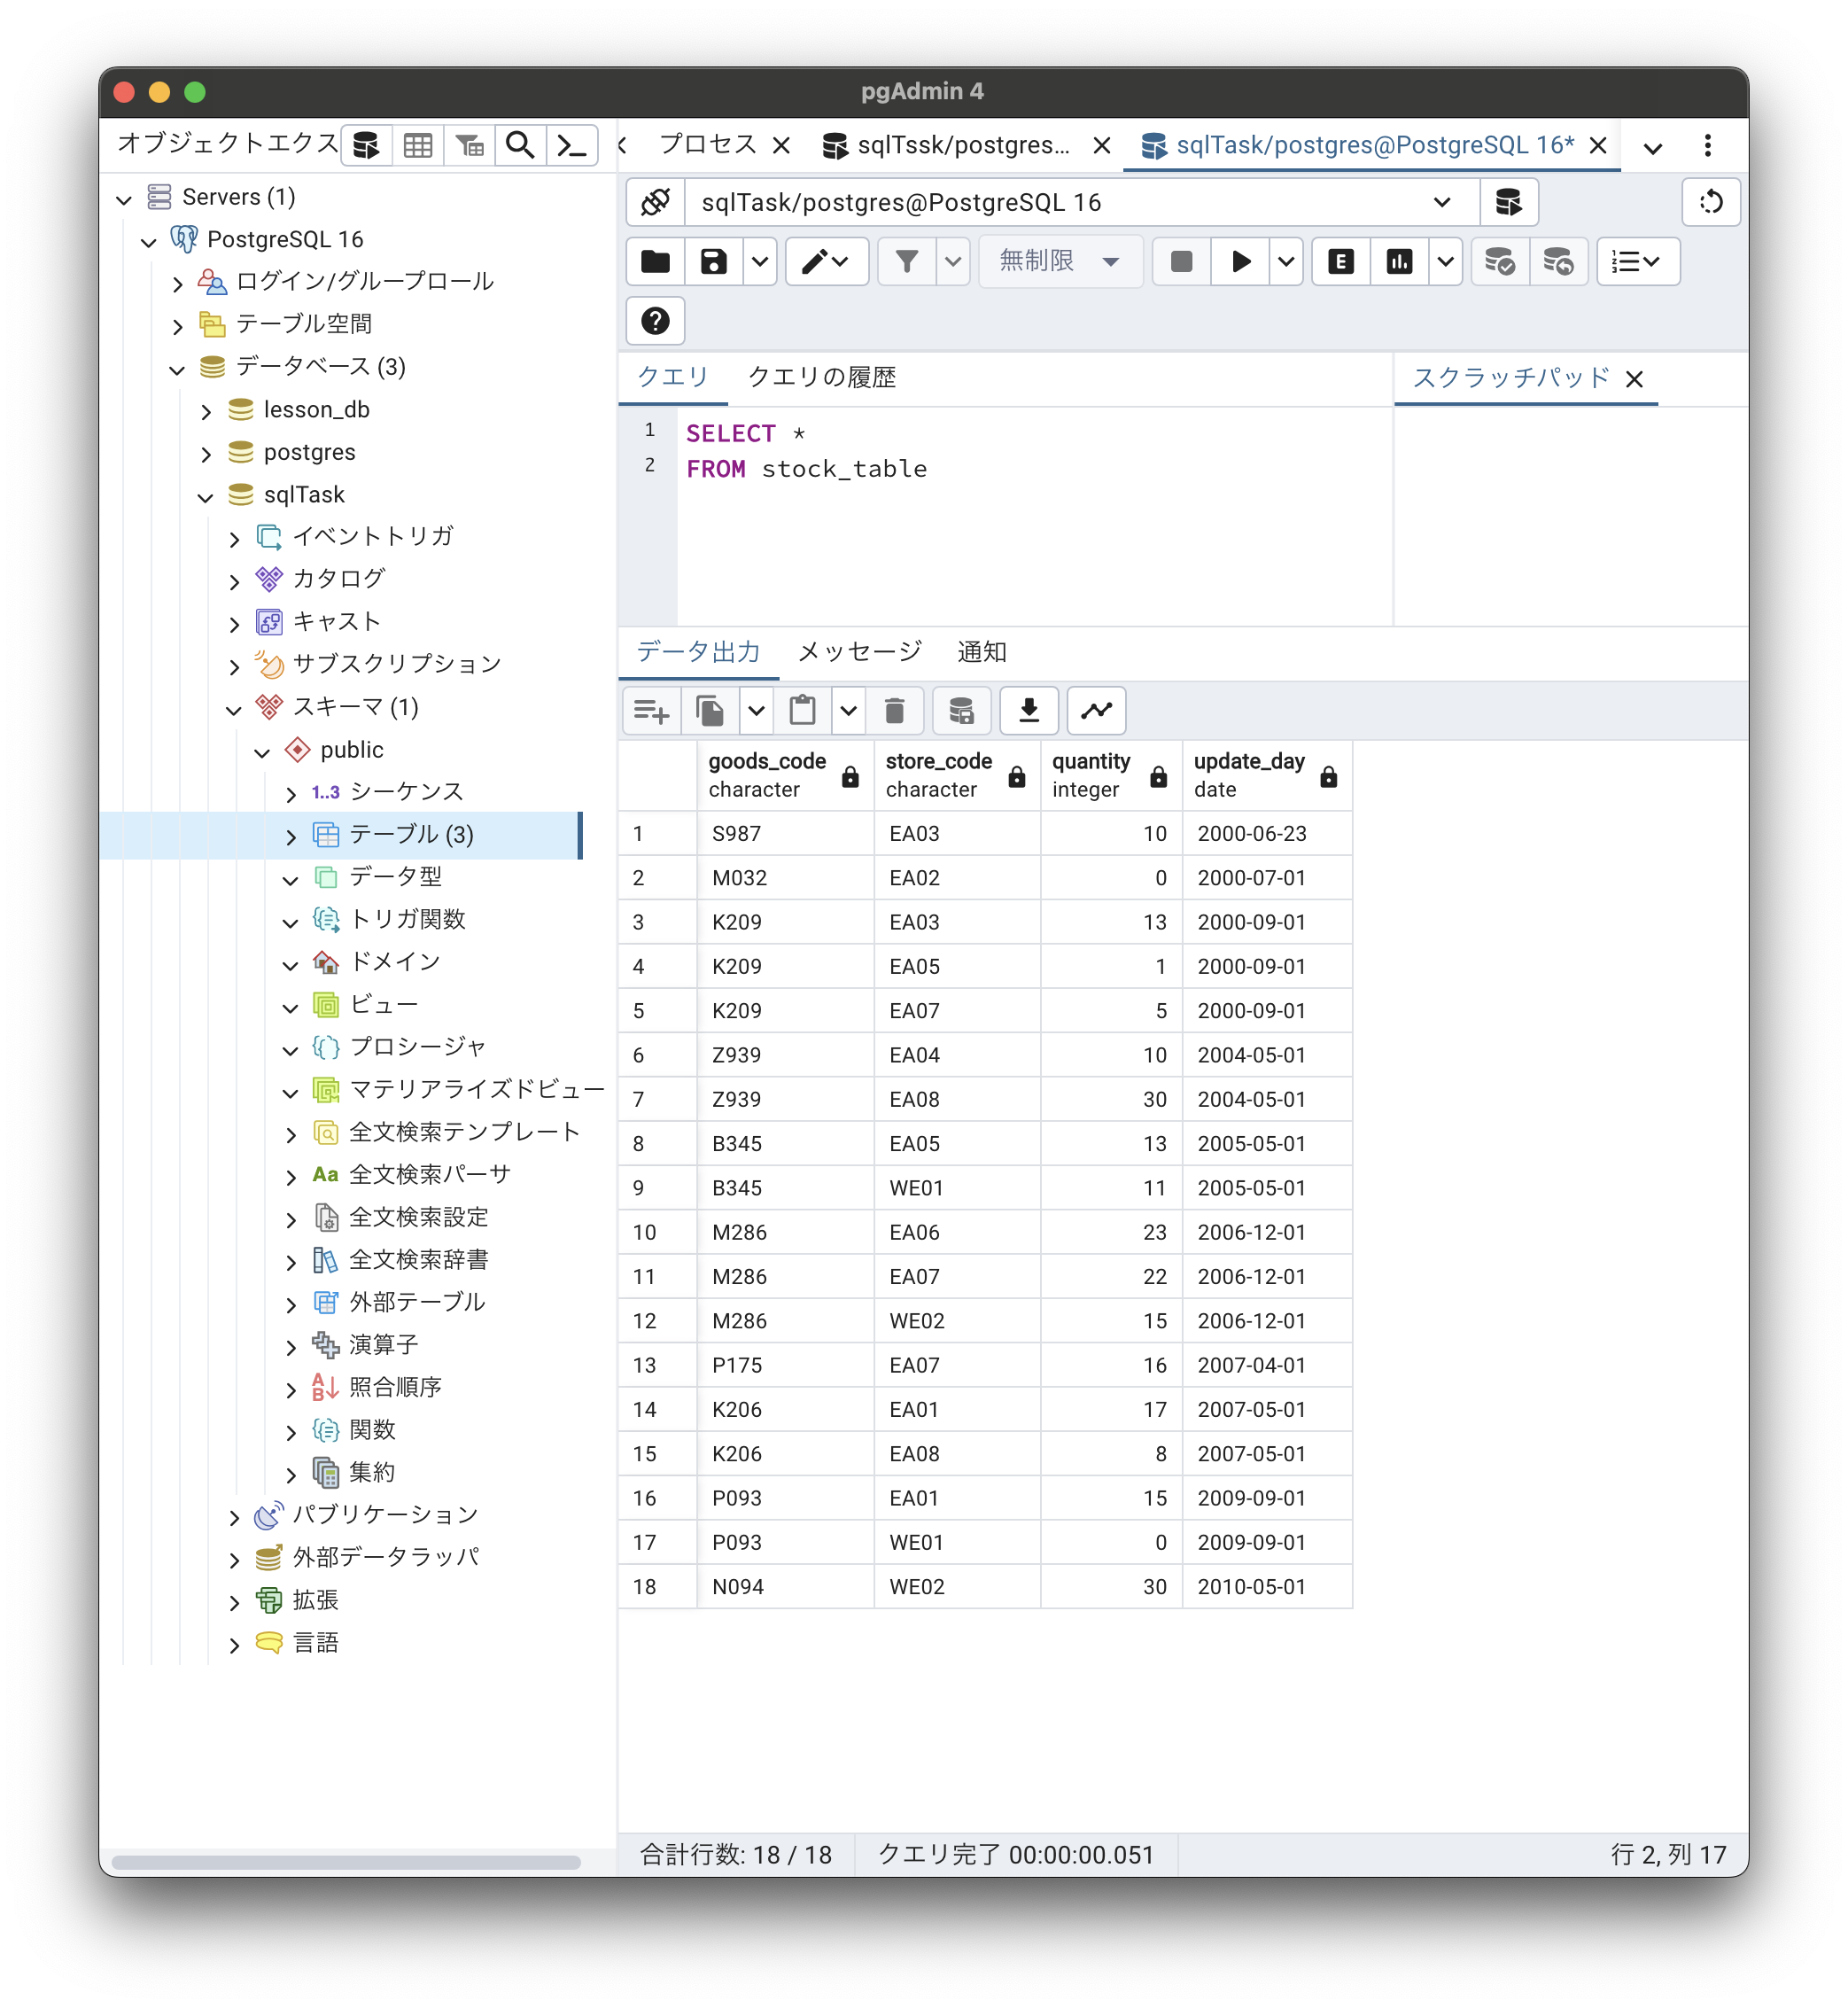 pgAdmin 4
オブジェクトエクス
プロセス
sqlTssk/postgres...
sqlTask/postgres@PostgreSQL 16*
Servers (1)
PostgreSQL 16
ログイン/グループロール
テーブル空間
データベース (3)
lesson_db
postgres
sqlTask
イベントトリガ
カタログ
キャスト
サブスクリプション
スキーマ (1)
public
1..3 シーケンス
テーブル (3)
データ型
トリガ関数
ドメイン
ビュー
プロシージャ
マテリアライズドビュー
全文検索テンプレート
Aa 全文検索パーサ
全文検索設定
全文検索辞書
外部テーブル
演算子
照合順序
関数
集約
パブリケーション
外部データラッパ
拡張
言語
sqlTask/postgres@PostgreSQL 16
無制限
E
クエリ クエリの履歴
スクラッチパッド
1 SELECT *
2 FROM stock_table
データ出力 メッセージ 通知
goods_code store_code quantity update_day
character character integer date
1 S987 EA03 10 2000-06-23
2 M032 EA02 0 2000-07-01
3 K209 EA03 13 2000-09-01
4 K209 EA05 1 2000-09-01
5 K209 EA07 5 2000-09-01
6 Z939 EA04 10 2004-05-01
7 Z939 EA08 30 2004-05-01
8 B345 EA05 13 2005-05-01
9 B345 WE01 11 2005-05-01
10 M286 EA06 23 2006-12-01
11 M286 EA07 22 2006-12-01
12 M286 WE02 15 2006-12-01
13 P175 EA07 16 2007-04-01
14 K206 EA01 17 2007-05-01
15 K206 EA08 8 2007-05-01
16 P093 EA01 15 2009-09-01
17 P093 WE01 0 2009-09-01
18 N094 WE02 30 2010-05-01
合計行数: 18 / 18 クエリ完了 00:00:00.051 行 2, 列 17